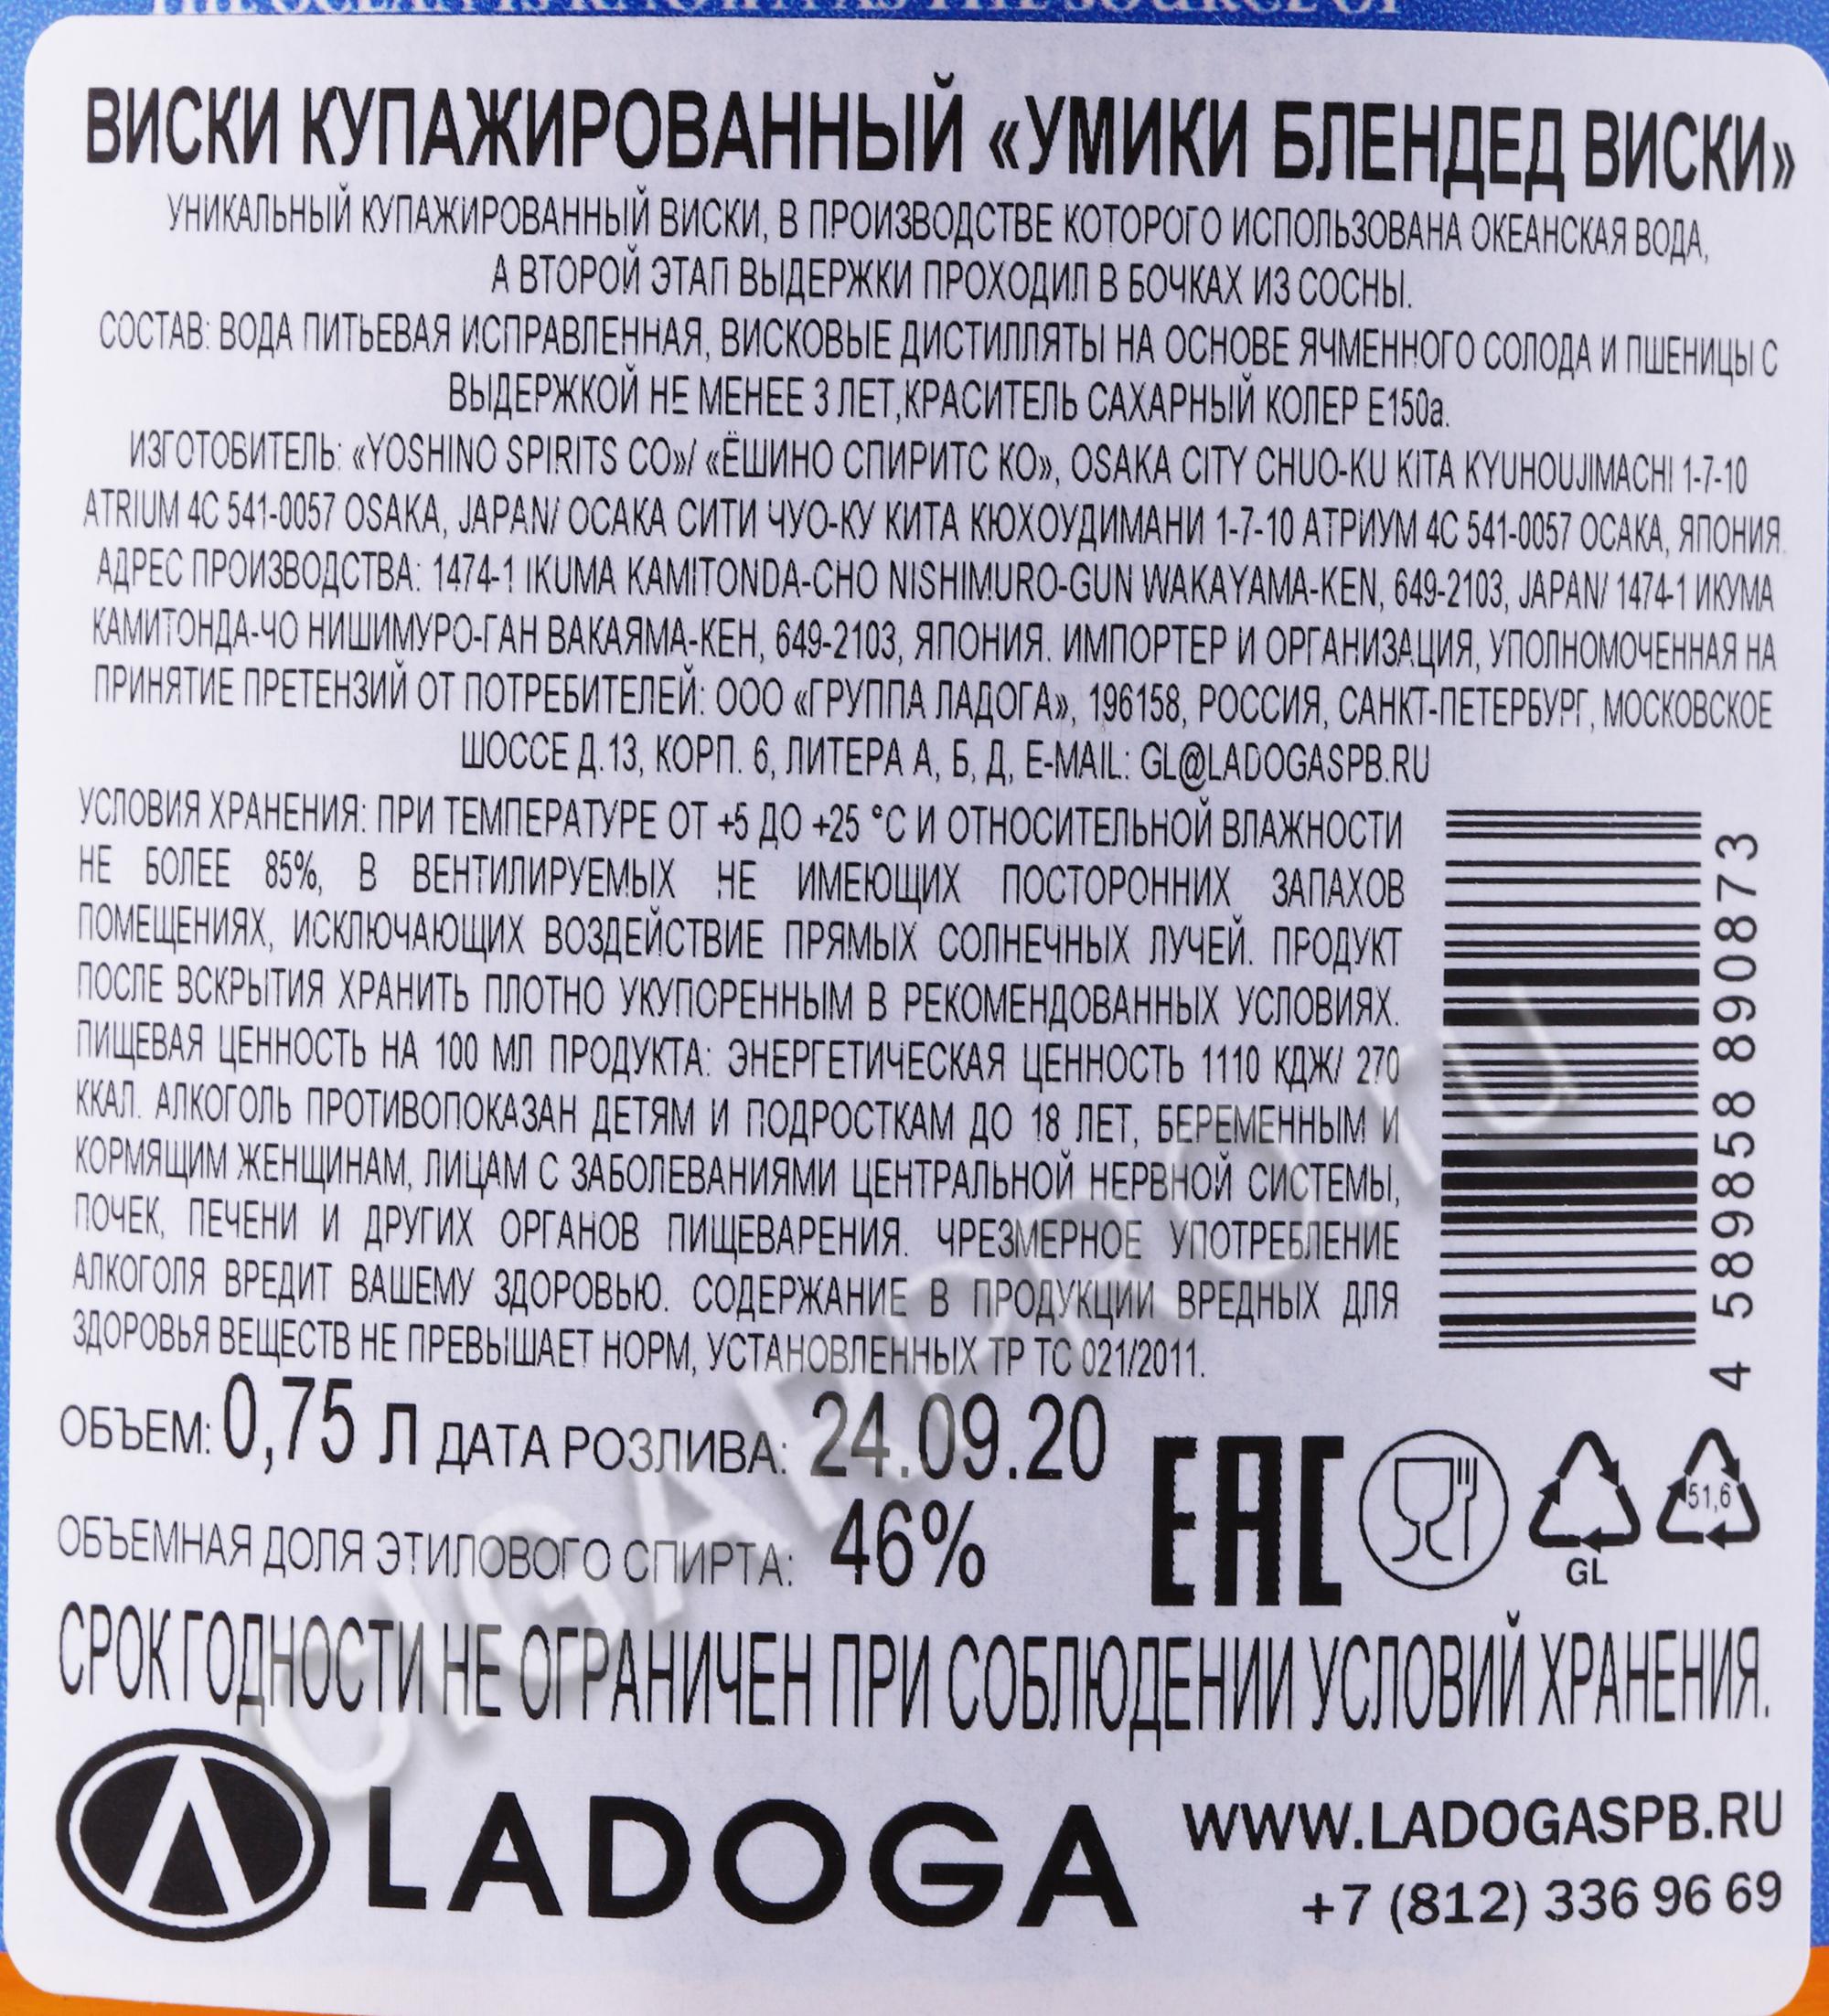 THE OCEAN IS KNOWN AS THE SOURCE OF
ВИСКИ КУПАЖИРОВАННЫЙ «УМИКИ БЛЕНДЕД ВИСКИ»
УНИКАЛЬНЫЙ КУПАЖИРОВАННЫЙ ВИСКИ, В ПРОИЗВОДСТВЕ КОТОРОГО ИСПОЛЬЗОВАНА ОКЕАНСКАЯ ВОДА,
А ВТОРОЙ ЭТАП ВЫДЕРЖКИ ПРОХОДИЛ В БОЧКАХ ИЗ СОСНЫ.
СОСТАВ: ВОДА ПИТЬЕВАЯ ИСПРАВЛЕННАЯ, ВИСКОВЫЕ ДИСТИЛЛЯТЫ НА ОСНОВЕ ЯЧМЕННОГО СОЛОДА И ПШЕНИЦЫ С
ВЫДЕРЖКОЙ НЕ МЕНЕЕ 3 ЛЕТ,КРАСИТЕЛЬ САХАРНЫЙ КОЛЕР Е150а.
ИЗГОТОВИТЕЛЬ: «YOSHINO SPIRITS CO»/ «ЁШИНО СПИРИТС КО», OSAKA CITY CHUO-KU KITA KYUHOUJIMACHI 1-7-10
ATRIUM 4C 541-0057 OSAKA, JAPAN/ ОСАКА СИТИ ЧУО-КУ КИТА КЮХОУДИМАНИ 1-7-10 АТРИУМ 4С 541-0057 ОСАКА, ЯПОНИЯ.
АДРЕС ПРОИЗВОДСТВА: 1474-1 IKUMA KAMITONDA-CHO NISHIMURO-GUN WAKAYAMA-KEN, 649-2103, JAPAN/ 1474-1 ИКУМА
КАМИТОНДА-ЧО НИШИМУРО-ГАН ВАКАЯМА-КЕН, 649-2103, ЯПОНИЯ. ИМПОРТЕР И ОРГАНИЗАЦИЯ, УПОЛНОМОЧЕННАЯ НА
ПРИНЯТИЕ ПРЕТЕНЗИЙ ОТ ПОТРЕБИТЕЛЕЙ: ООО «ГРУППА ЛАДОГА», 196158, РОССИЯ, САНКТ-ПЕТЕРБУРГ, МОСКОВСКОЕ
ШОССЕ Д.13, КОРП. 6, ЛИТЕРА А, Б, Д, E-MAIL: GL@LADOGASPB.RU
УСЛОВИЯ ХРАНЕНИЯ: ПРИ ТЕМПЕРАТУРЕ ОТ +5 ДО +25 °С И ОТНОСИТЕЛЬНОЙ ВЛАЖНОСТИ
НЕ БОЛЕЕ 85%, В ВЕНТИЛИРУЕМЫХ НЕ ИМЕЮЩИХ ПОСТОРОННИХ ЗАПАХОВ
ПОМЕЩЕНИЯХ, ИСКЛЮЧАЮЩИХ ВОЗДЕЙСТВИЕ ПРЯМЫХ СОЛНЕЧНЫХ ЛУЧЕЙ. ПРОДУКТ
ПОСЛЕ ВСКРЫТИЯ ХРАНИТЬ ПЛОТНО УКУПОРЕННЫМ В РЕКОМЕНДОВАННЫХ УСЛОВИЯХ.
ПИЩЕВАЯ ЦЕННОСТЬ НА 100 МЛ ПРОДУКТА: ЭНЕРГЕТИЧЕСКАЯ ЦЕННОСТЬ 1110 КДЖ/ 270
ККАЛ. АЛКОГОЛЬ ПРОТИВОПОКАЗАН ДЕТЯМ И ПОДРОСТКАМ ДО 18 ЛЕТ, БЕРЕМЕННЫМ И
КОРМЯЩИМ ЖЕНЩИНАМ, ЛИЦАМ С ЗАБОЛЕВАНИЯМИ ЦЕНТРАЛЬНОЙ НЕРВНОЙ СИСТЕМЫ,
ПОЧЕК, ПЕЧЕНИ И ДРУГИХ ОРГАНОВ ПИЩЕВАРЕНИЯ. ЧРЕЗМЕРНОЕ УПОТРЕБЛЕНИЕ
АЛКОГОЛЯ ВРЕДИТ ВАШЕМУ ЗДОРОВЬЮ. СОДЕРЖАНИЕ В ПРОДУКЦИИ ВРЕДНЫХ ДЛЯ
ЗДОРОВЬЯ ВЕЩЕСТВ НЕ ПРЕВЫШАЕТ НОРМ, УСТАНОВЛЕННЫХ ТР ТС 021/2011.
4 589858 890873
ОБЪЕМ: 0,75 Л ДАТА РОЗЛИВА: 24.09.20
ОБЪЕМНАЯ ДОЛЯ ЭТИЛОВОГО СПИРТА: 46%
EAC
GL
51,6
СРОК ГОДНОСТИ НЕ ОГРАНИЧЕН ПРИ СОБЛЮДЕНИИ УСЛОВИЙ ХРАНЕНИЯ.
LADOGA
WWW.LADOGASPB.RU
+7 (812) 336 96 69
CIGARPRO.ru